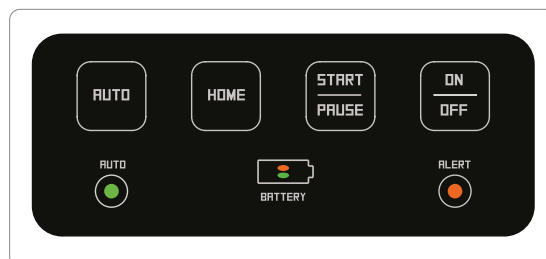 AUTO
HOME
START
PAUSE
ON
OFF
AUTO
BATTERY
ALERT